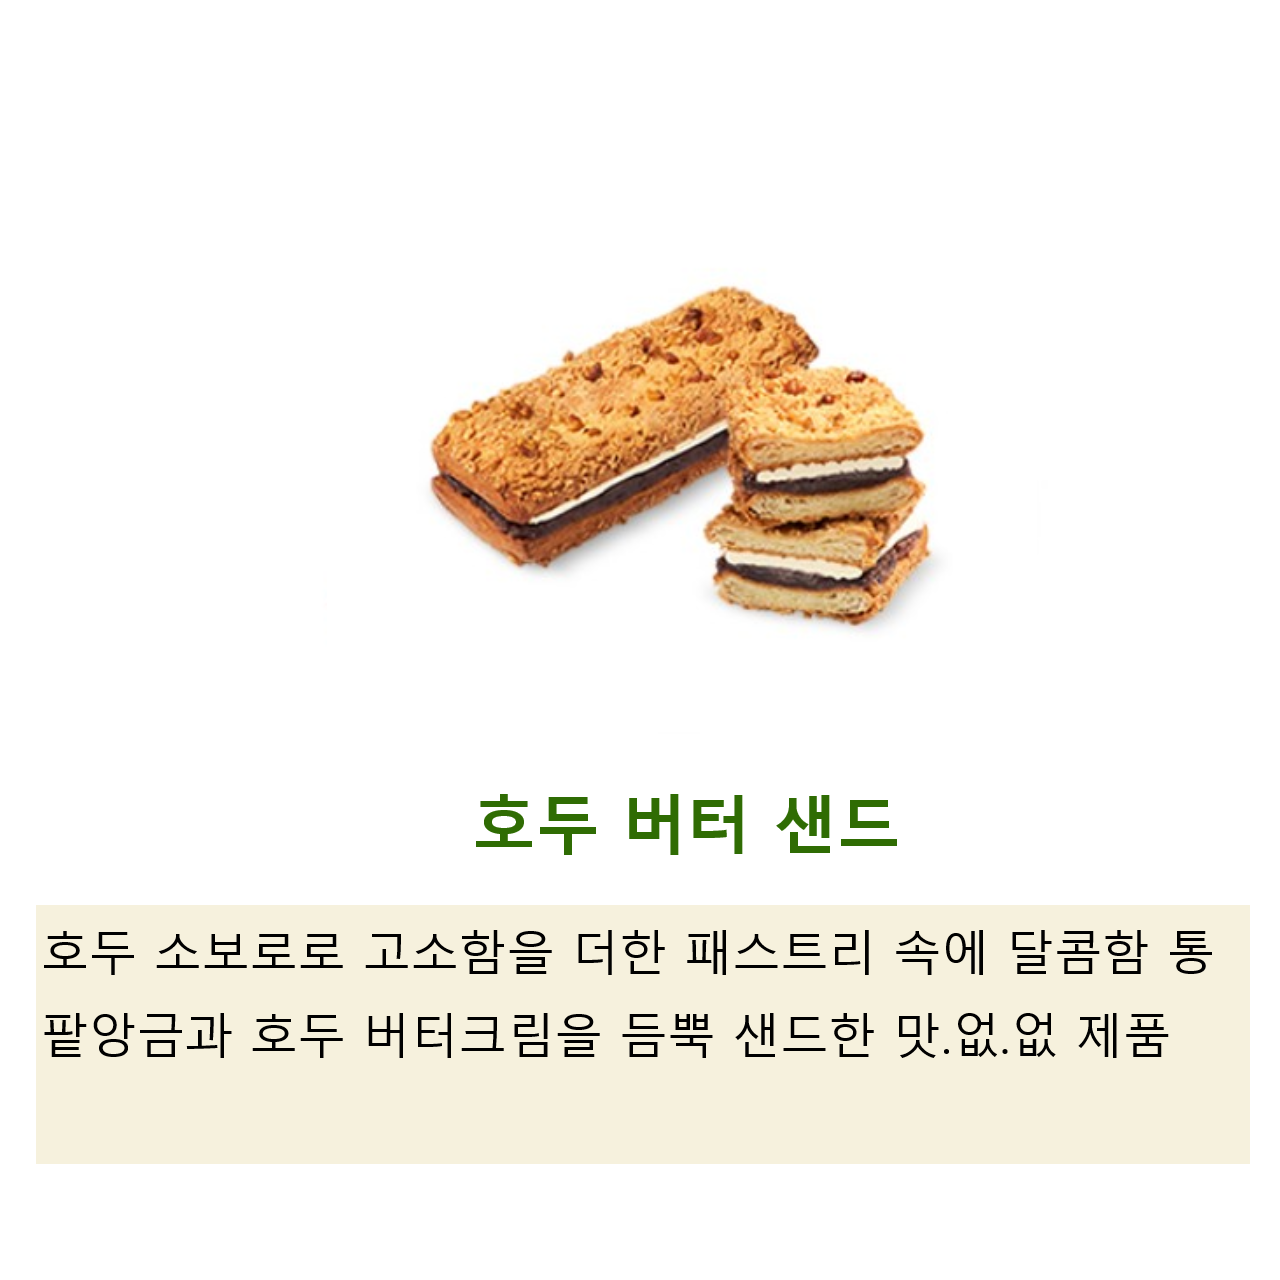 호두 버터 샌드
호두 소보로로 고소함을 더한 패스트리 속에 달콤함 통
팥앙금과 호두 버터크림을 듬뿍 샌드한 맛.없.없 제품